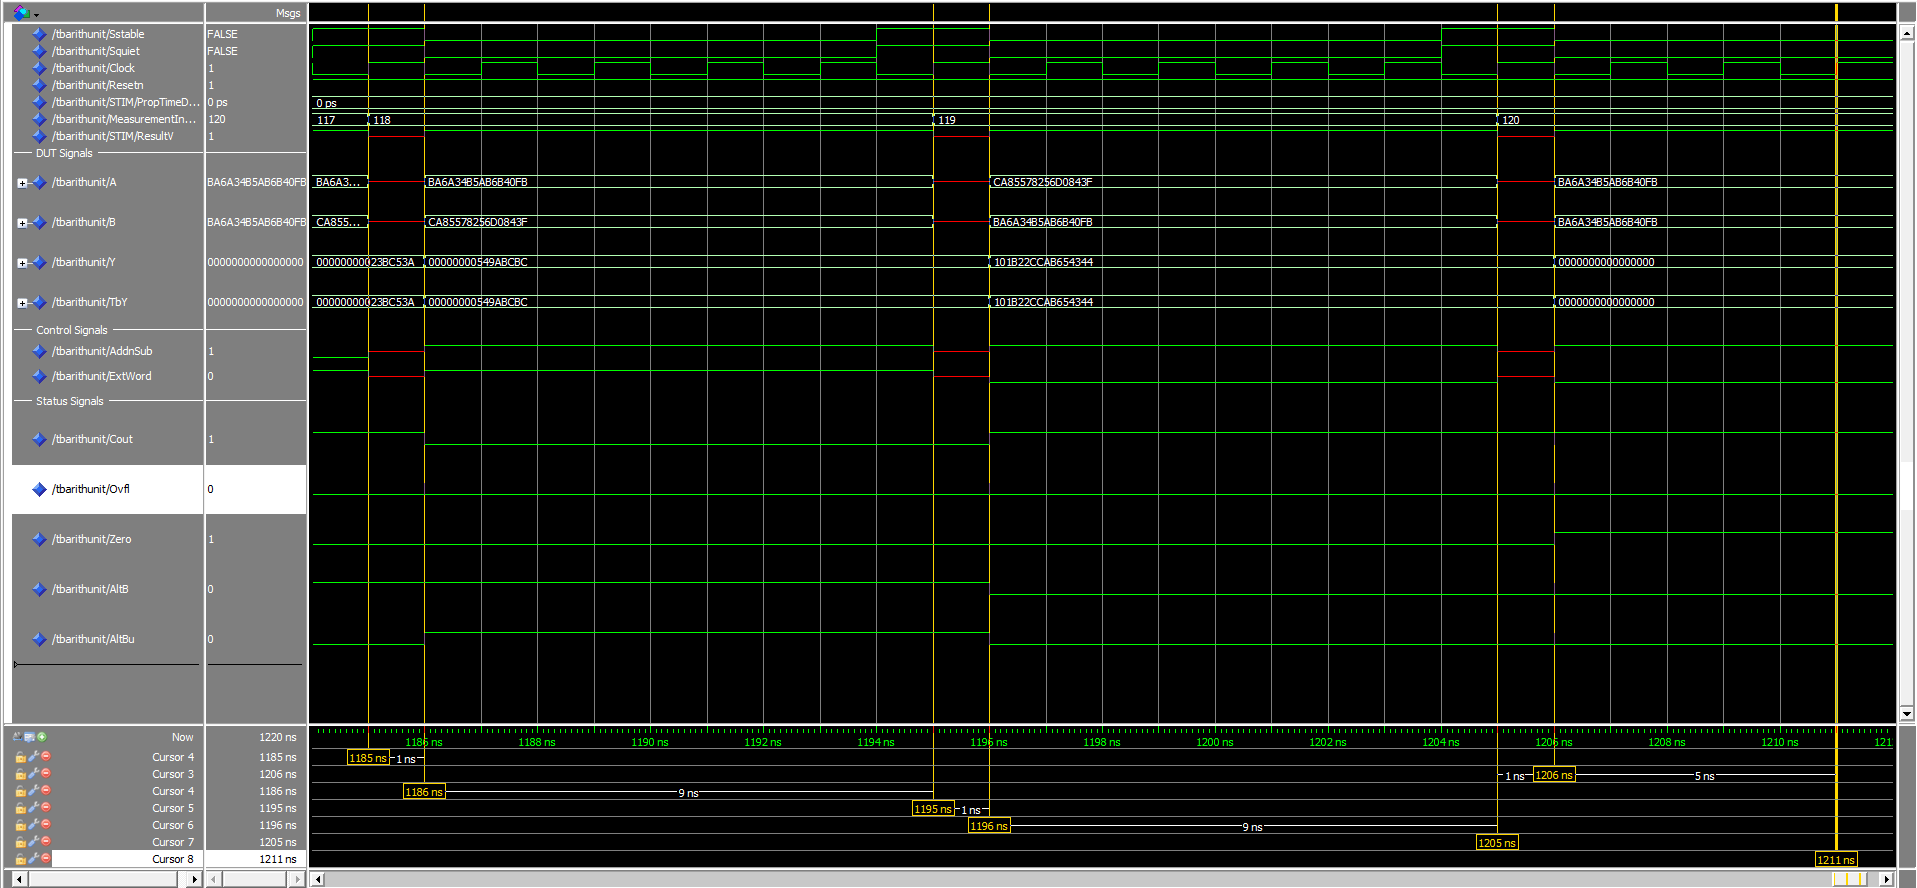 Msgs
/tbarithunit/Sstable FALSE
/tbarithunit/Squiet FALSE
/tbarithunit/Clock 1
/tbarithunit/Resetn 1
/tbarithunit/STIM/PropTimeD... 0 ps 0 ps
/tbarithunit/MeasurementIn... 120 117 118 119 120
/tbarithunit/STIM/ResultV 1
DUT Signals
/tbarithunit/A BA6A34B5AB6B40FB BA6A3... BA6A34B5AB6B40FB CA85578256D0843F BA6A34B5AB6B40FB
/tbarithunit/B BA6A34B5AB6B40FB CA855... CA85578256D0843F BA6A34B5AB6B40FB BA6A34B5AB6B40FB
/tbarithunit/Y 0000000000000000 0000000023BC53A 00000000549ABCBC 101B22CCAB654344 0000000000000000
/tbarithunit/TbY 0000000000000000 0000000023BC53A 00000000549ABCBC 101B22CCAB654344 0000000000000000
Control Signals
/tbarithunit/AddnSub 1
/tbarithunit/ExtWord 0
Status Signals
/tbarithunit/Cout 1
/tbarithunit/Ovfl 0
/tbarithunit/Zero 1
/tbarithunit/AltB 0
/tbarithunit/AltBu 0
Now 1220 ns 1186 ns 1188 ns 1190 ns 1192 ns 1194 ns 1196 ns 1198 ns 1200 ns 1202 ns 1204 ns 1206 ns 1208 ns 1210 ns 121
Cursor 4 1185 ns 1185 ns 1 ns
Cursor 3 1206 ns 1 ns 1206 ns 5 ns
Cursor 4 1186 ns 1186 ns 9 ns
Cursor 5 1195 ns 1195 ns 1 ns
Cursor 6 1196 ns 1196 ns 9 ns
Cursor 7 1205 ns 1205 ns
Cursor 8 1211 ns 1211 ns